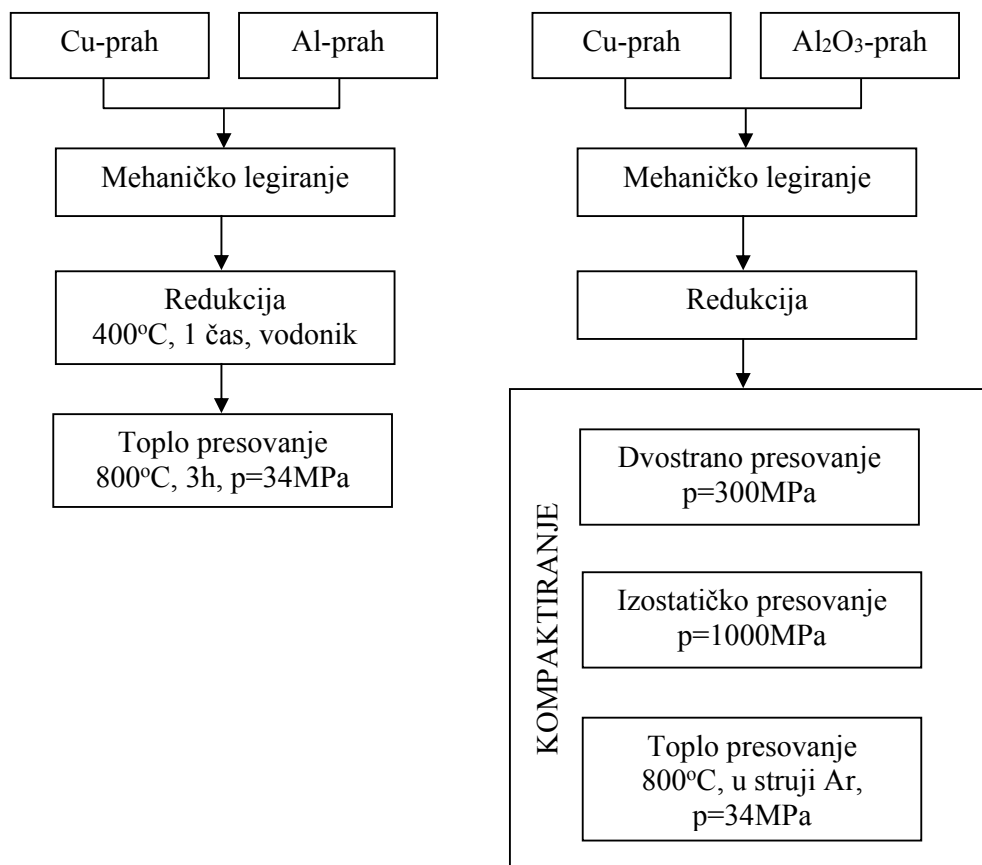 Cu-prah
Al-prah
Mehaničko legiranje
Redukcija
400°C, 1 čas, vodonik
Toplo presovanje
800°C, 3h, p=34MPa
Cu-prah
Al₂O₃-prah
Mehaničko legiranje
Redukcija
KOMPAKTIRANJE
Dvostrano presovanje
p=300MPa
Izostatičko presovanje
p=1000MPa
Toplo presovanje
800°C, u struji Ar,
p=34MPa